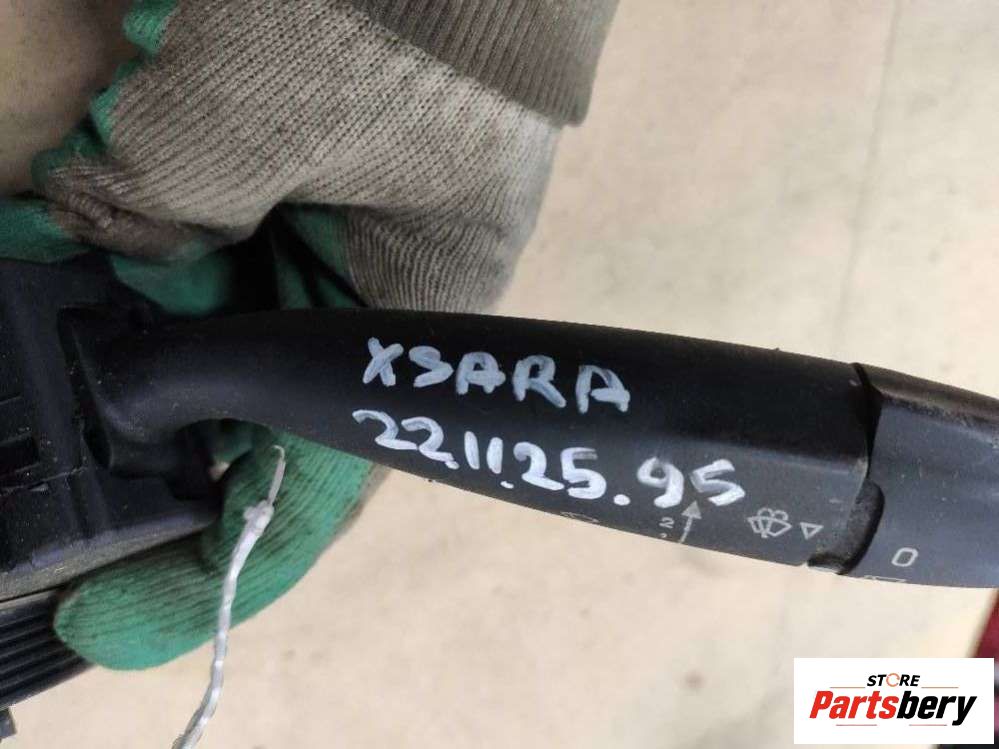 XSARA
22.11.25.95
2
0
STORE
Partsbery